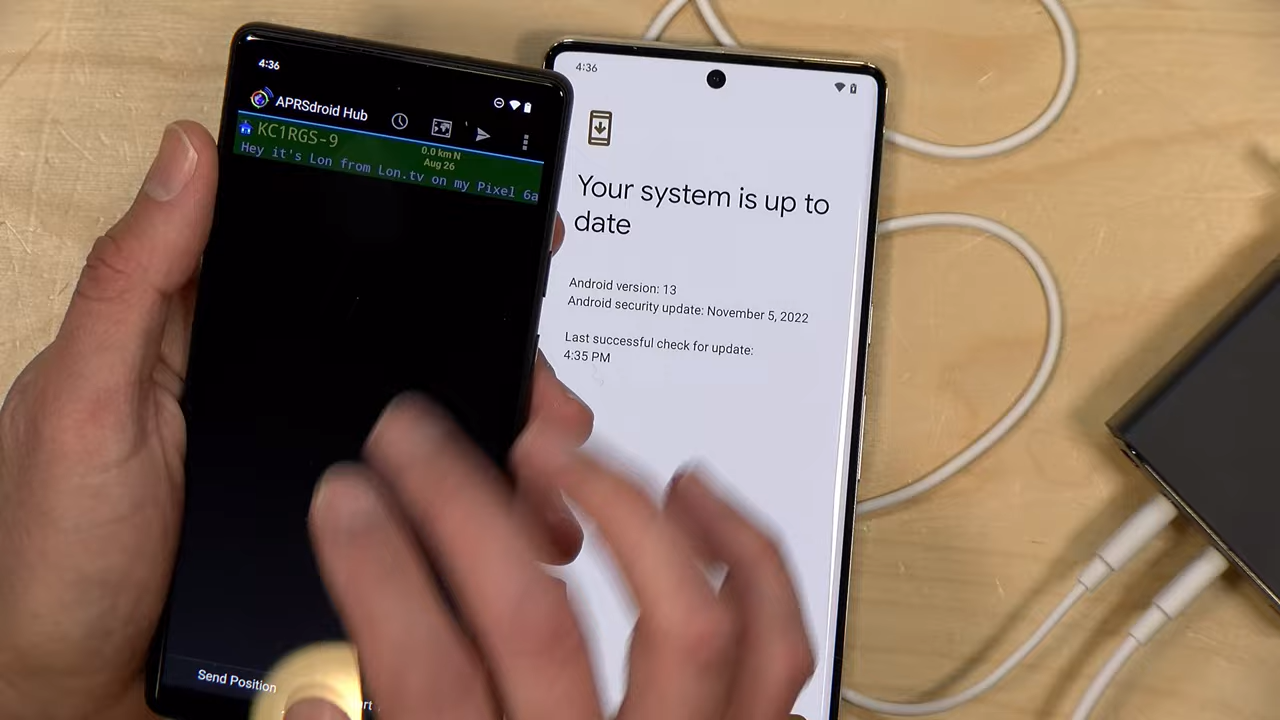 4:36
APRSdroid Hub
KC1RGS-9
0.0 km N
Aug 26
Hey it's Lon from Lon.tv on my Pixel 6a
Send Position
4:36
Your system is up to
date
Android version: 13
Android security update: November 5, 2022
Last successful check for update:
4:35 PM